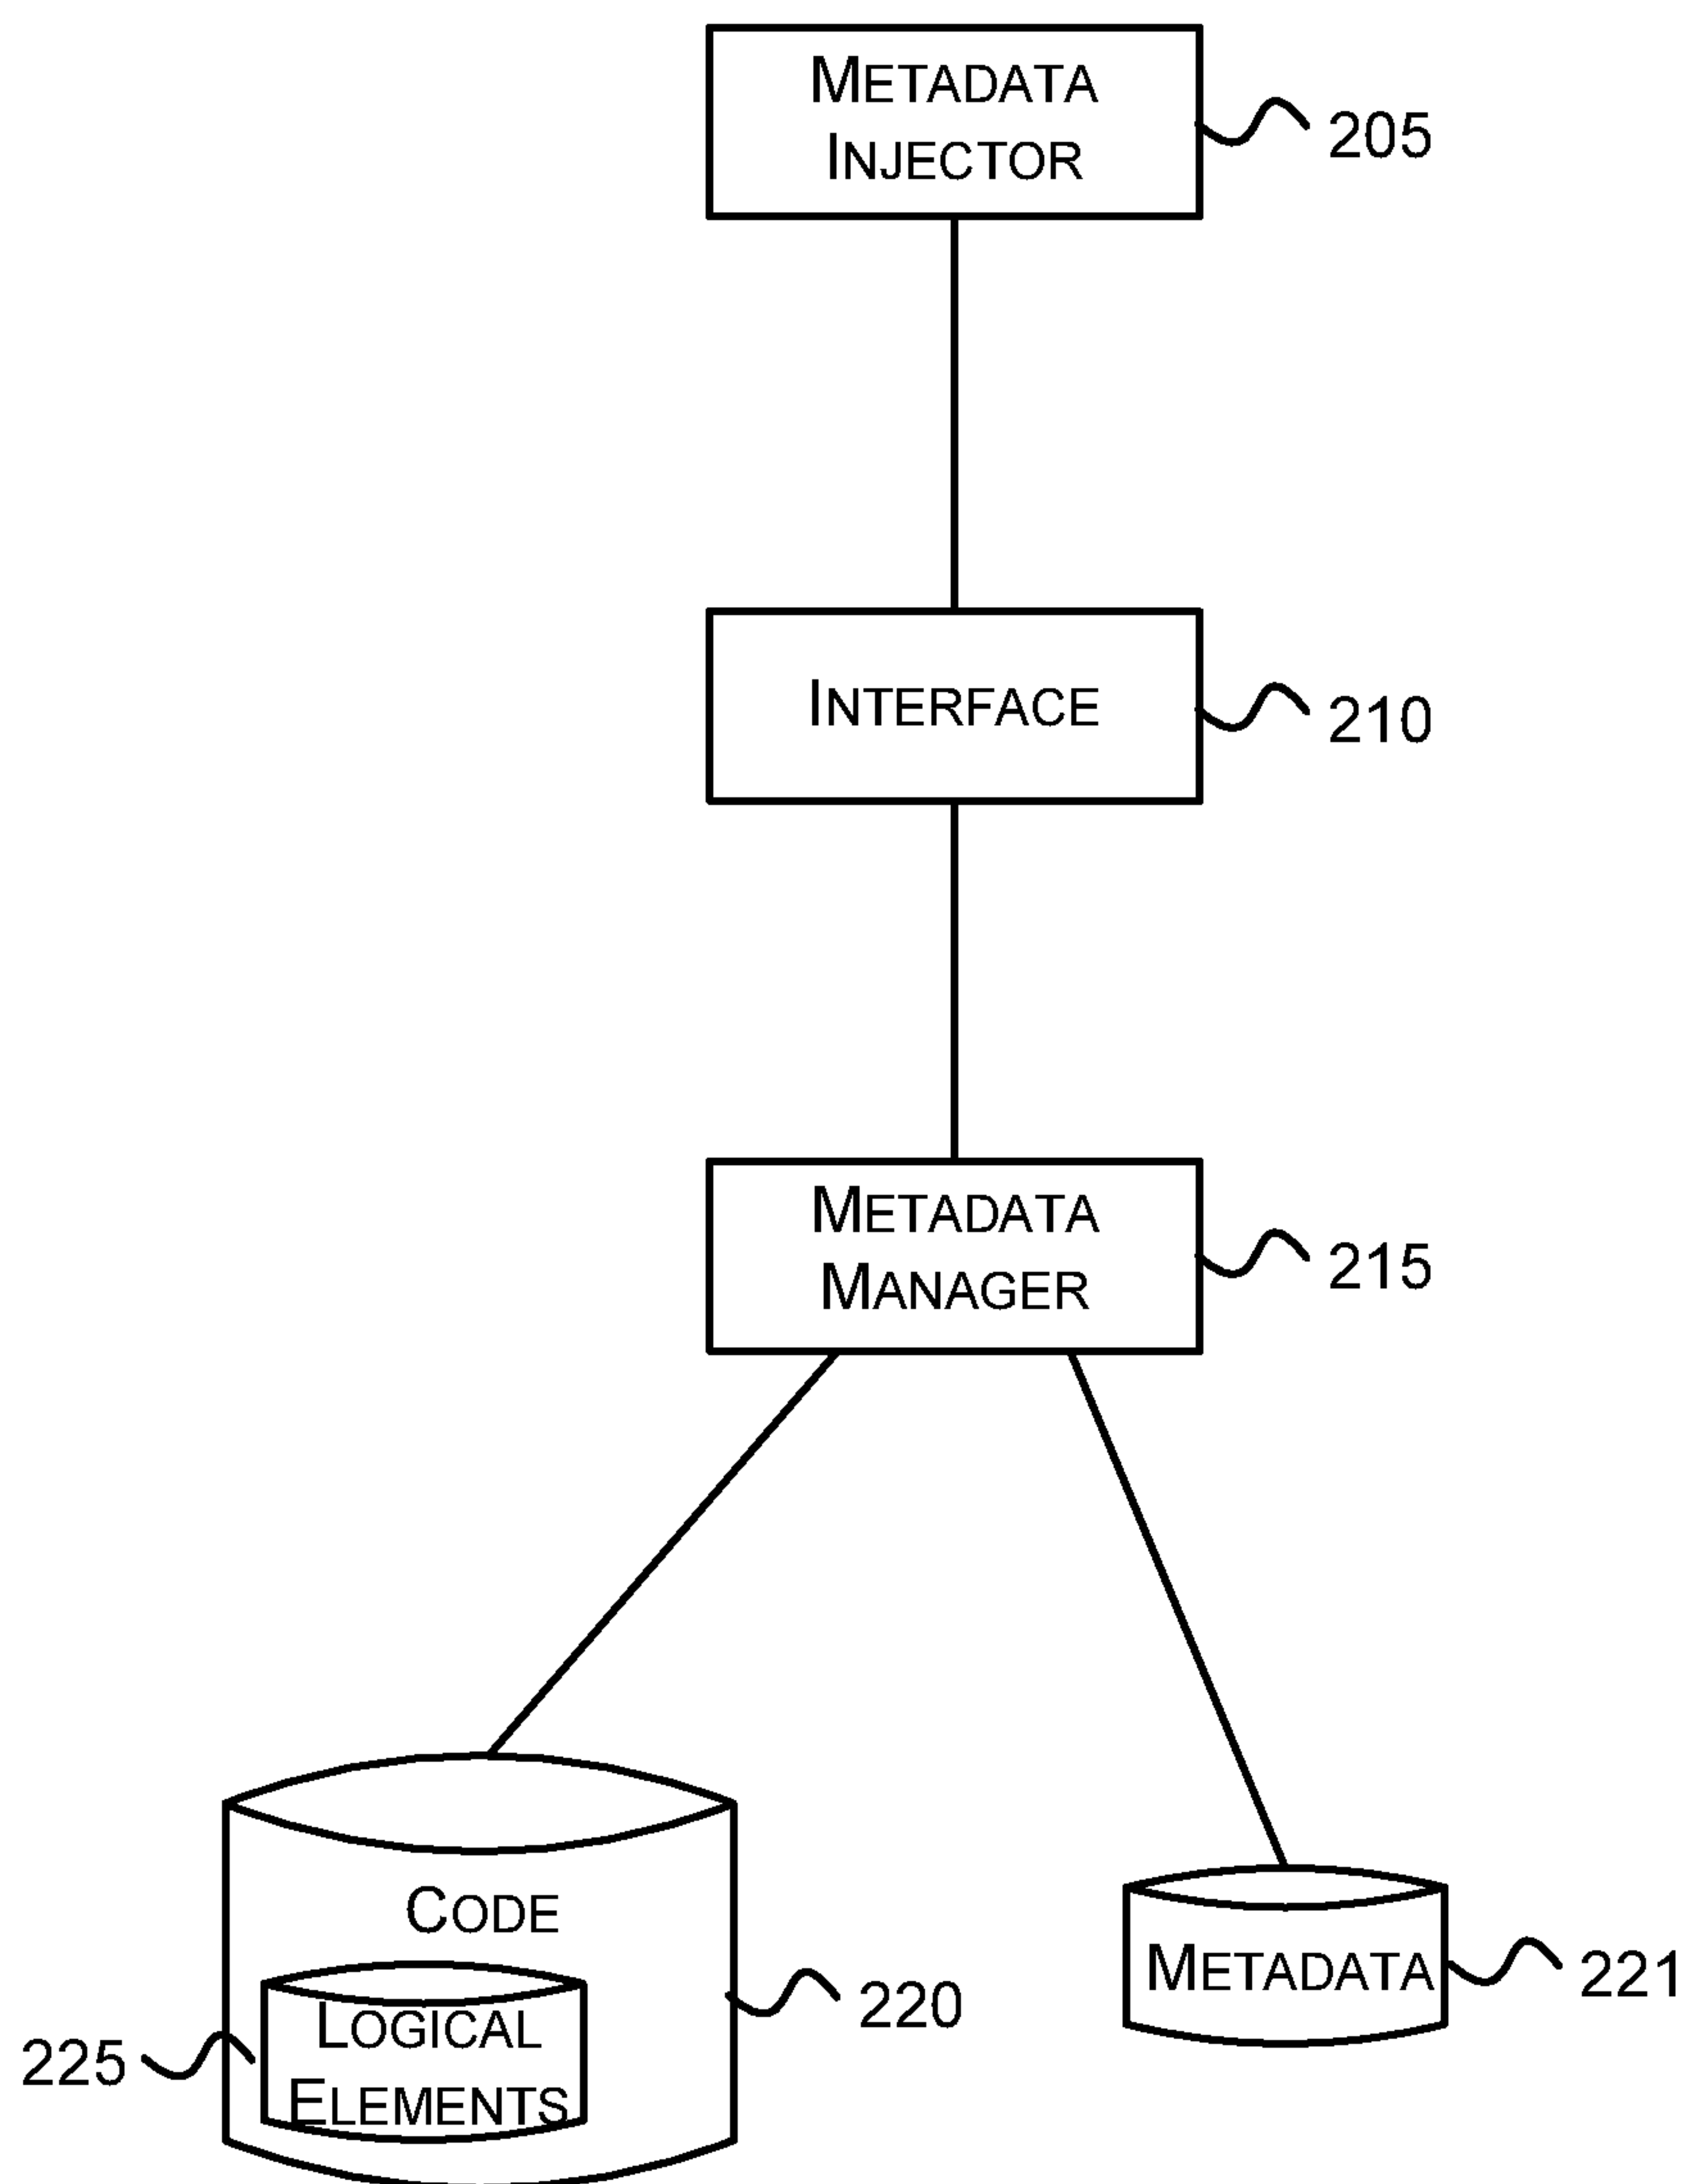 METADATA
INJECTOR
205
INTERFACE
210
METADATA
MANAGER
215
CODE
LOGICAL
ELEMENTS
220
225
METADATA
221